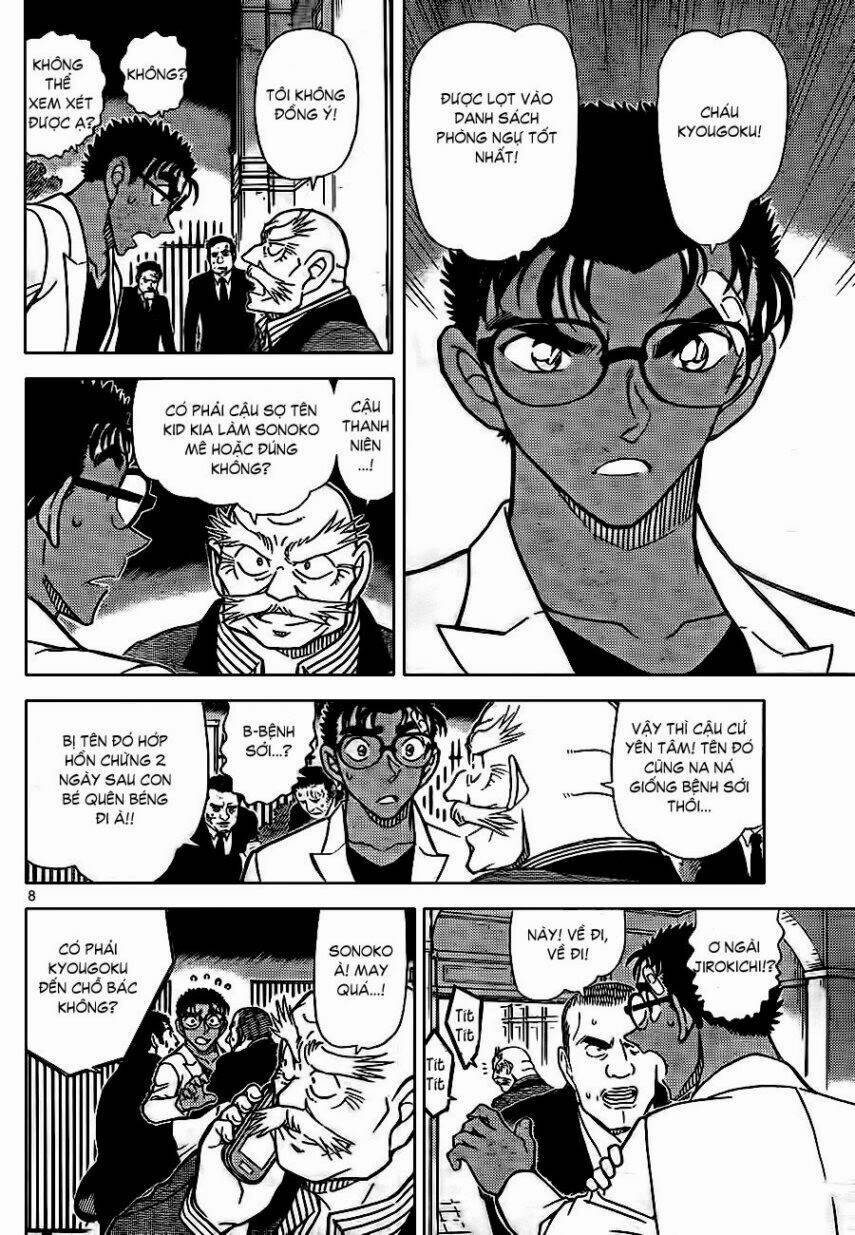 CHÁU
KYOUGOKU!
ĐƯỢC LỌT VÀO
DANH SÁCH
PHÒNG NGỰ TỐT
NHẤT!
TÔI KHÔNG
ĐỒNG Ý!
KHÔNG?
KHÔNG
THỂ
XEM XÉT
ĐƯỢC Ạ?
CẬU
THANH
NIÊN
...!
CÓ PHẢI CẬU SỢ TÊN
KID KIA LÀM SONOKO
MÊ HOẶC ĐÚNG
KHÔNG?
VẬY THÌ CẬU CỨ
YÊN TÂM! TÊN ĐÓ
CŨNG NA NÁ
GIỐNG BỆNH SỞI
THÔI...
B-BỆNH
SỞI...?
BỊ TÊN ĐÓ HỚP
HỒN CHỪNG 2
NGÀY SAU CON
BÉ QUÊN BÉNG
ĐI À!!
8
Ơ NGÀI
JIROKICHI!?
NÀY! VỀ ĐI,
VỀ ĐI!
TÍT
TÍT
TÍT
TÍT
SONOKO
À! MAY
QUÁ...!
CÓ PHẢI
KYOUGOKU
ĐẾN CHỖ BÁC
KHÔNG?